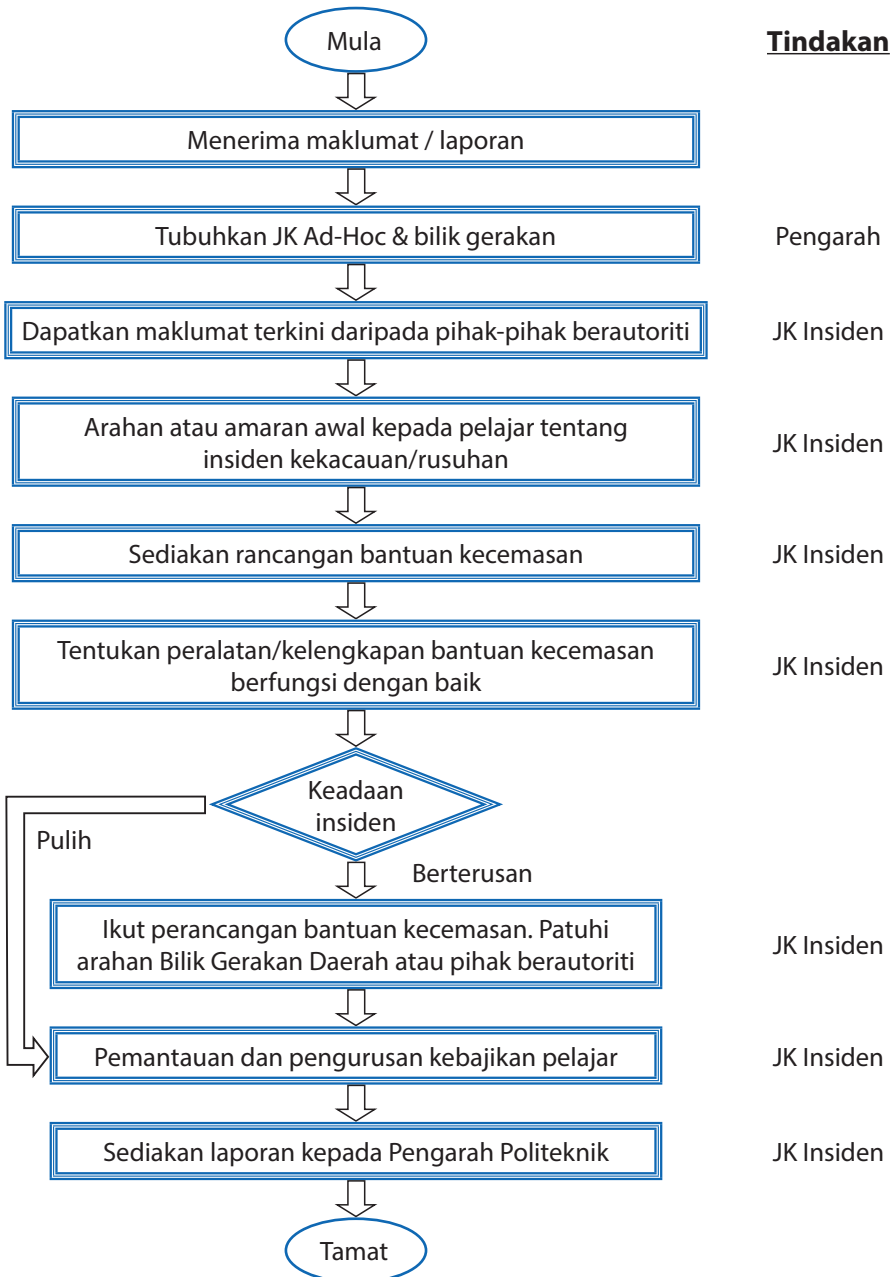 Mula
Tindakan
Menerima maklumat / laporan
Tubuhkan JK Ad-Hoc & bilik gerakan
Pengarah
Dapatkan maklumat terkini daripada pihak-pihak berautoriti
JK Insiden
Arahan atau amaran awal kepada pelajar tentang
insiden kekacauan/rusuhan
JK Insiden
Sediakan rancangan bantuan kecemasan
JK Insiden
Tentukan peralatan/kelengkapan bantuan kecemasan
berfungsi dengan baik
JK Insiden
Keadaan
insiden
Pulih
Berterusan
Ikut perancangan bantuan kecemasan. Patuhi
arahan Bilik Gerakan Daerah atau pihak berautoriti
JK Insiden
Pemantauan dan pengurusan kebajikan pelajar
JK Insiden
Sediakan laporan kepada Pengarah Politeknik
JK Insiden
Tamat